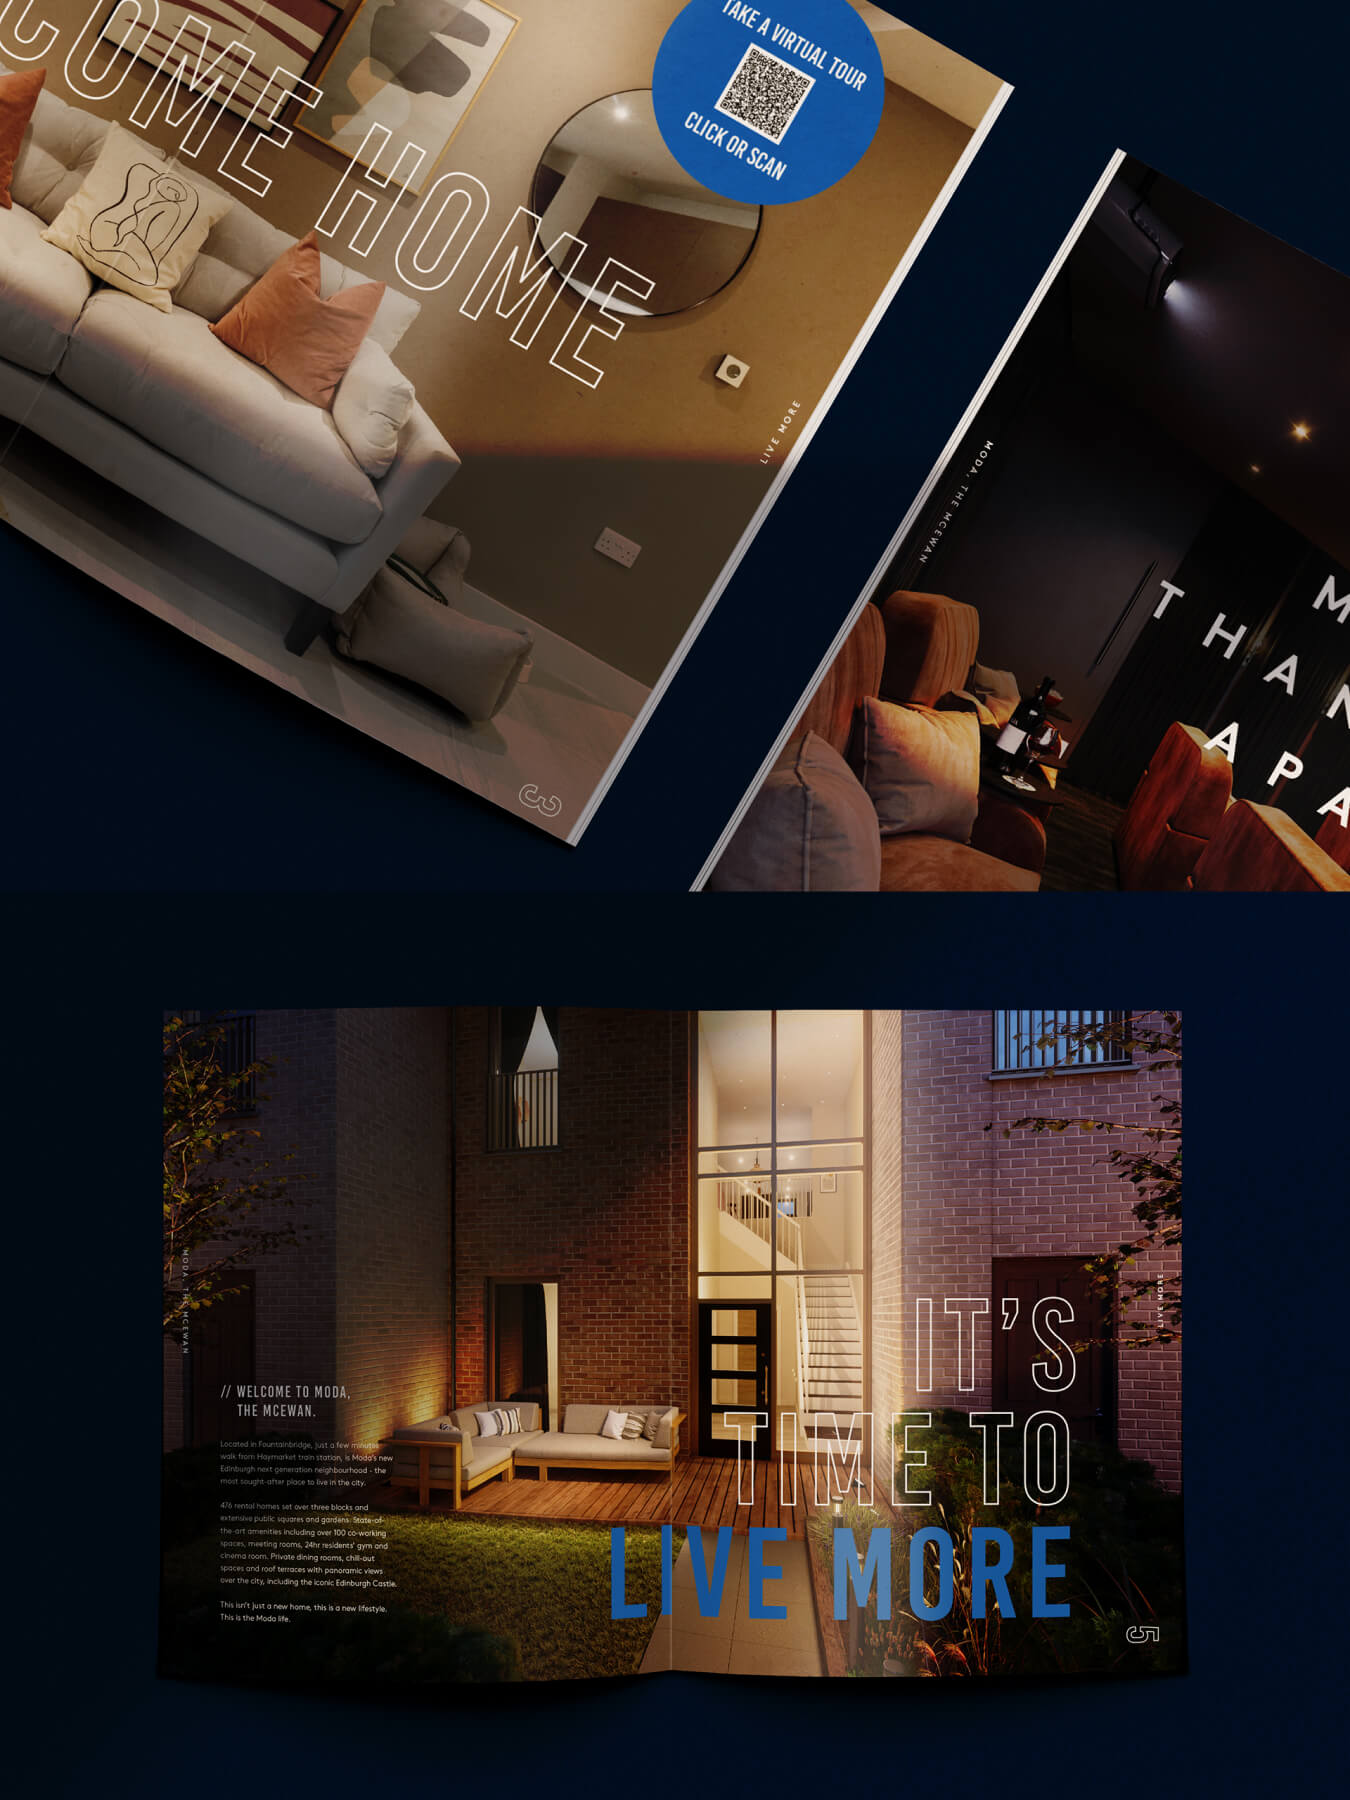 COME HOME
TAKE A VIRTUAL TOUR
CLICK OR SCAN
LIVE MORE
3
MODA, THE MCEWAN
M
THAN
APA
MODA, THE MCEWAN
// WELCOME TO MODA,
THE MCEWAN.
Located in Fountainbridge, just a few minutes
walk from Haymarket train station, is Moda's new
Edinburgh next generation neighbourhood - the
most sought-after place to live in the city.
476 rental homes set over three blocks and
extensive public squares and gardens. State-of-
the-art amenities including over 100 co-working
spaces, meeting rooms, 24hr residents' gym and
cinema room. Private dining rooms, chill-out
spaces and roof terraces with panoramic views
over the city, including the iconic Edinburgh Castle.
This isn't just a new home, this is a new lifestyle.
This is the Moda life.
IT'S
TIME TO
LIVE MORE
LIVE MORE
5